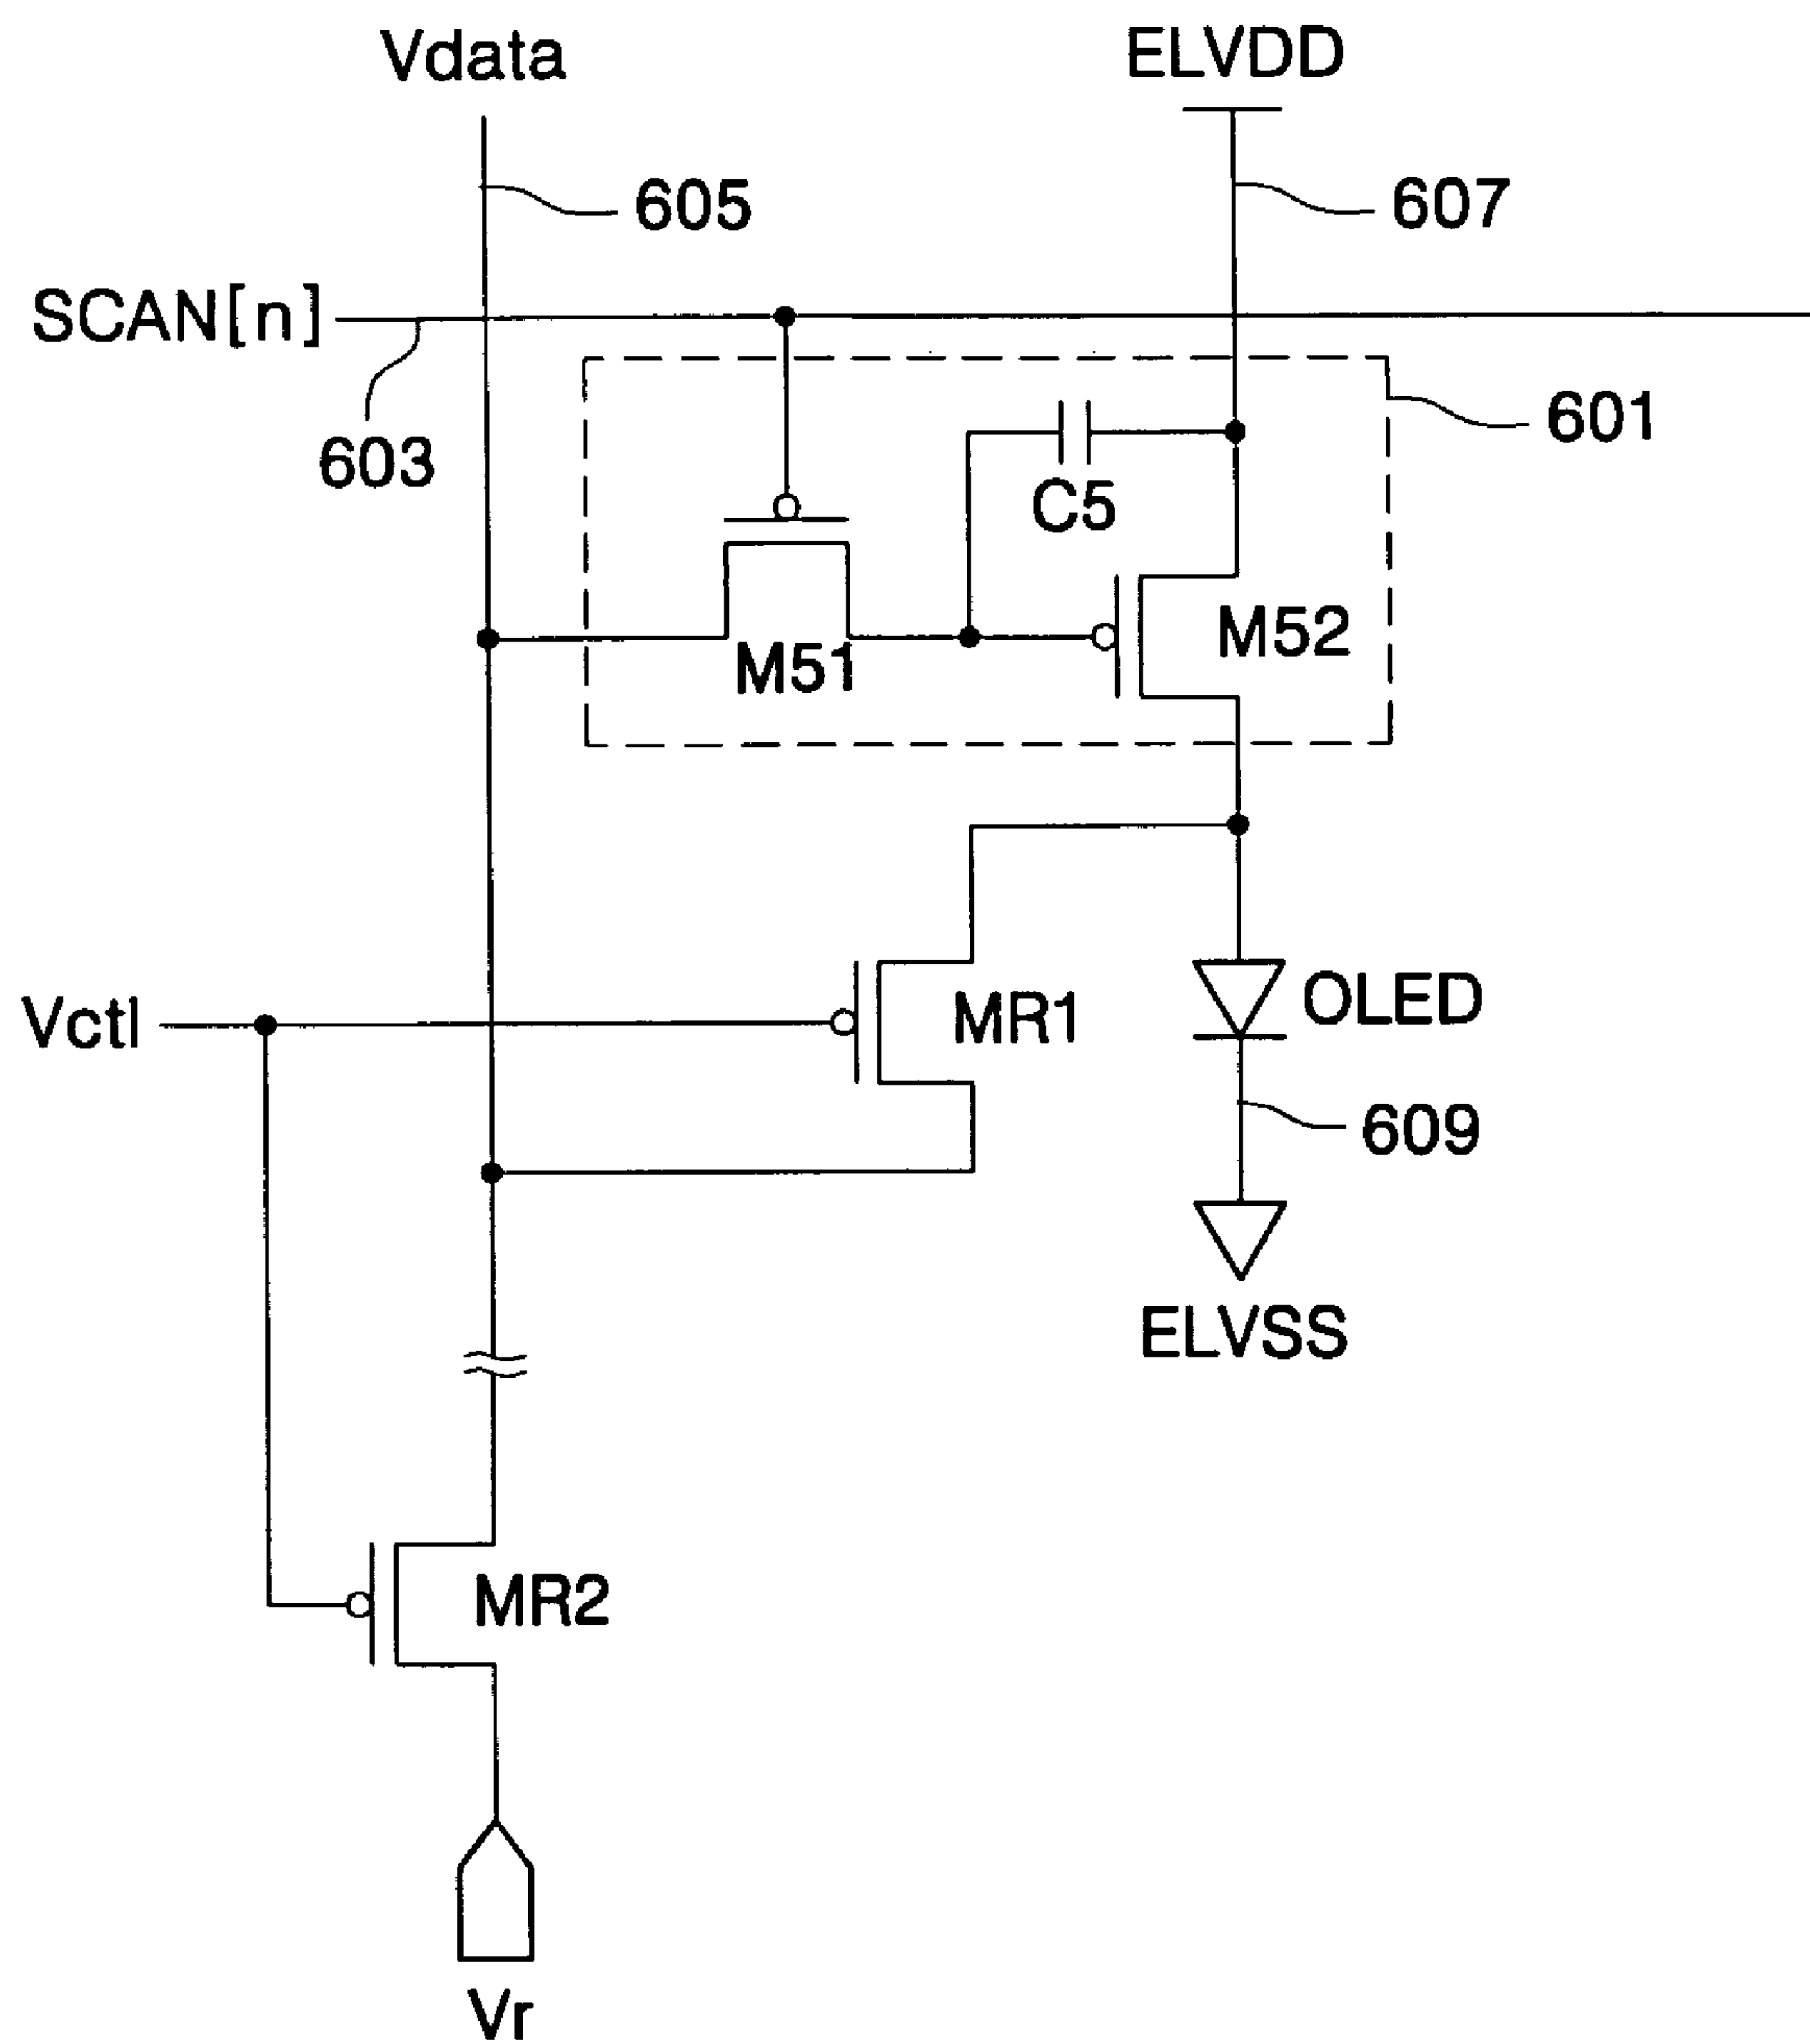 Vdata
ELVDD
605
607
SCAN[n]
603
601
C5
M51
M52
Vctl
MR1
OLED
609
ELVSS
MR2
Vr